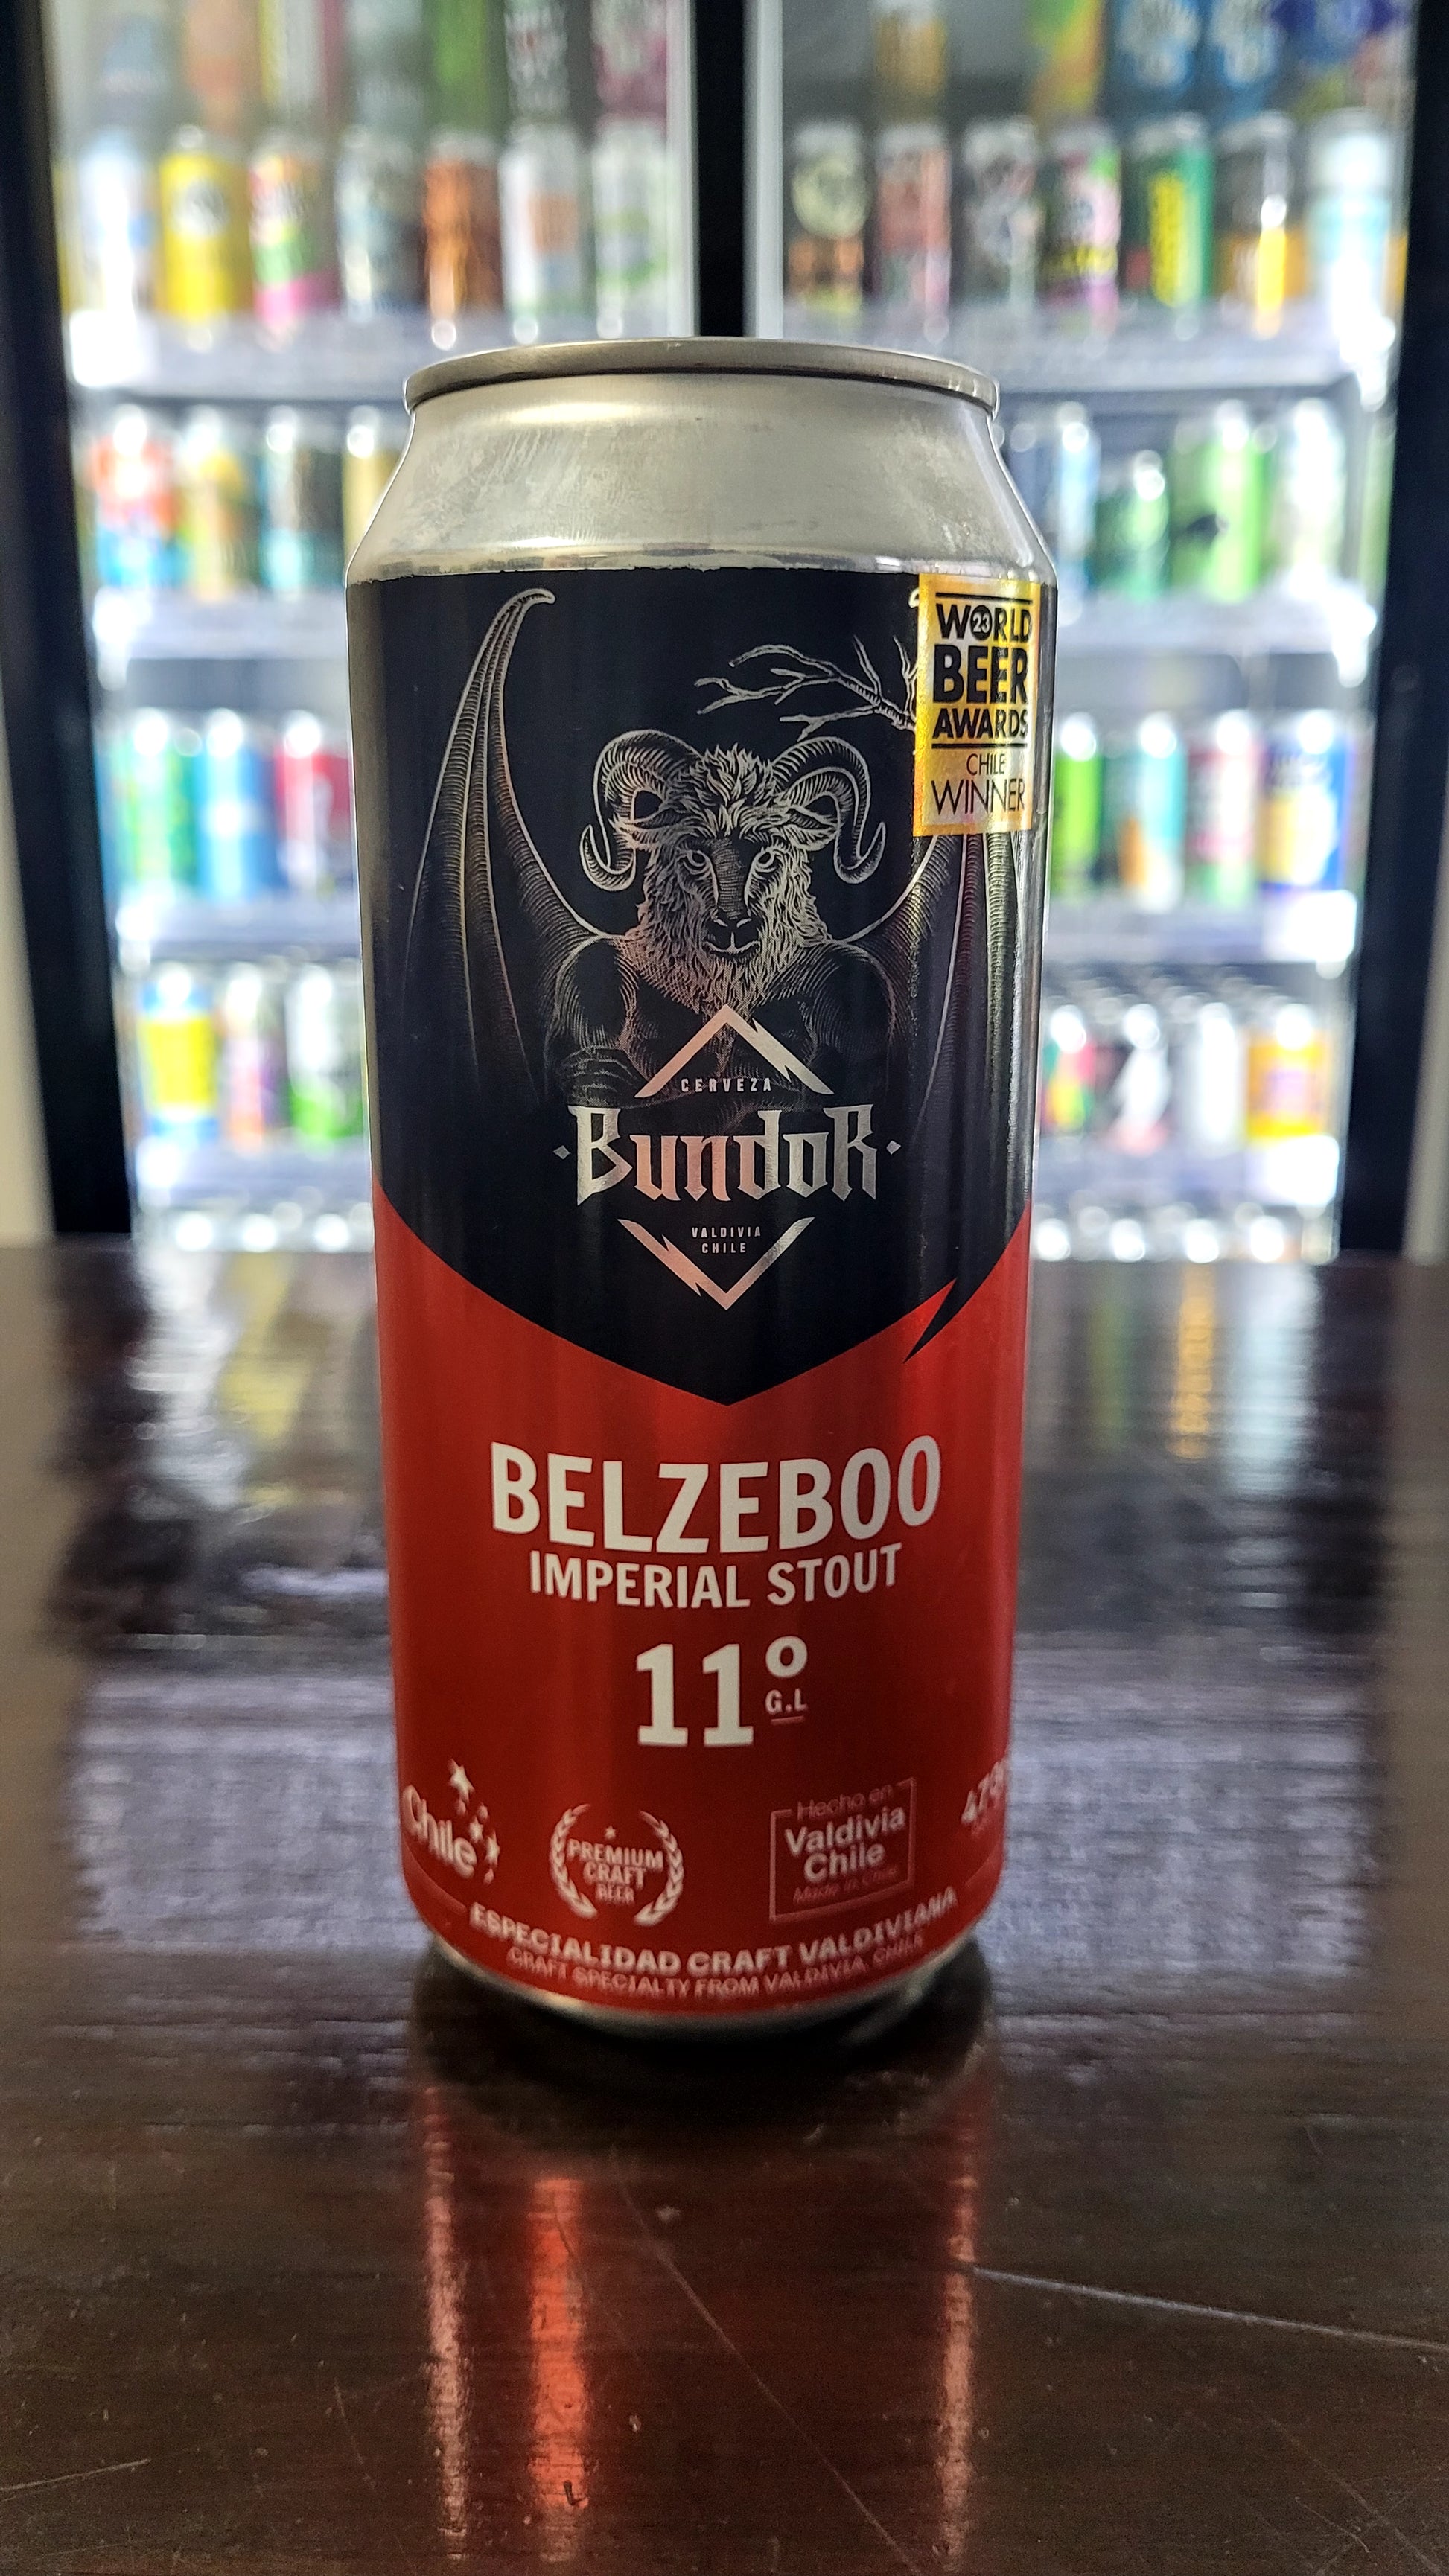 WORLD
23
BEER
AWARDS
CHILE
WINNER
CERVEZA
BundoR
VALDIVIA
CHILE
BELZEBOO
IMPERIAL STOUT
11°
G.L
Chile
PREMIUM
CRAFT
BEER
Hecho en
Valdivia
Chile
Made in Chile
ESPECIALIDAD CRAFT VALDIVIANA
CRAFT SPECIALTY FROM VALDIVIA, CHILE